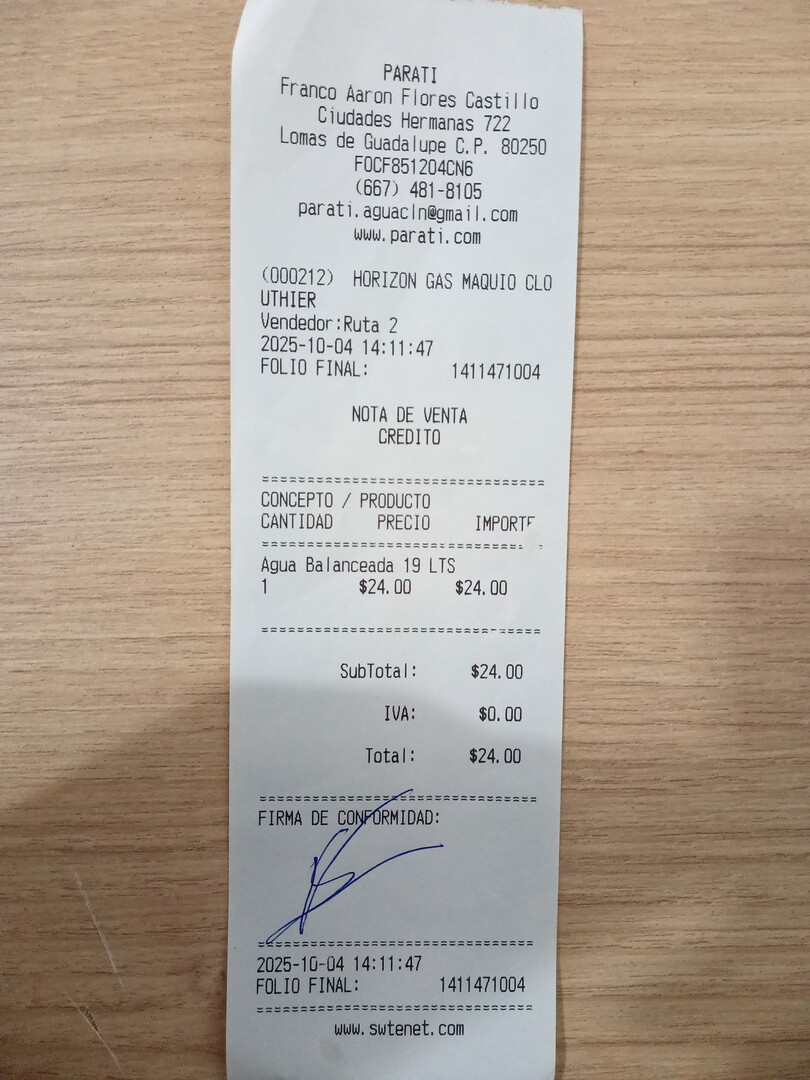 PARATI
Franco Aaron Flores Castillo
Ciudades Hermanas 722
Lomas de Guadalupe C.P. 80250
FOCF851204CN6
(667) 481-8105
parati.aguacln@gmail.com
www.parati.com
(000212) HORIZON GAS MAQUIO CLO
UTHIER
Vendedor:Ruta 2
2025-10-04 14:11:47
FOLIO FINAL: 1411471004
NOTA DE VENTA
CREDITO
==================================
CONCEPTO / PRODUCTO
CANTIDAD PRECIO IMPORTE
==================================
Agua Balanceada 19 LTS
1 $24.00 $24.00
==================================
SubTotal: $24.00
IVA: $0.00
Total: $24.00
==================================
FIRMA DE CONFORMIDAD:
==================================
2025-10-04 14:11:47
FOLIO FINAL: 1411471004
==================================
www.swtenet.com